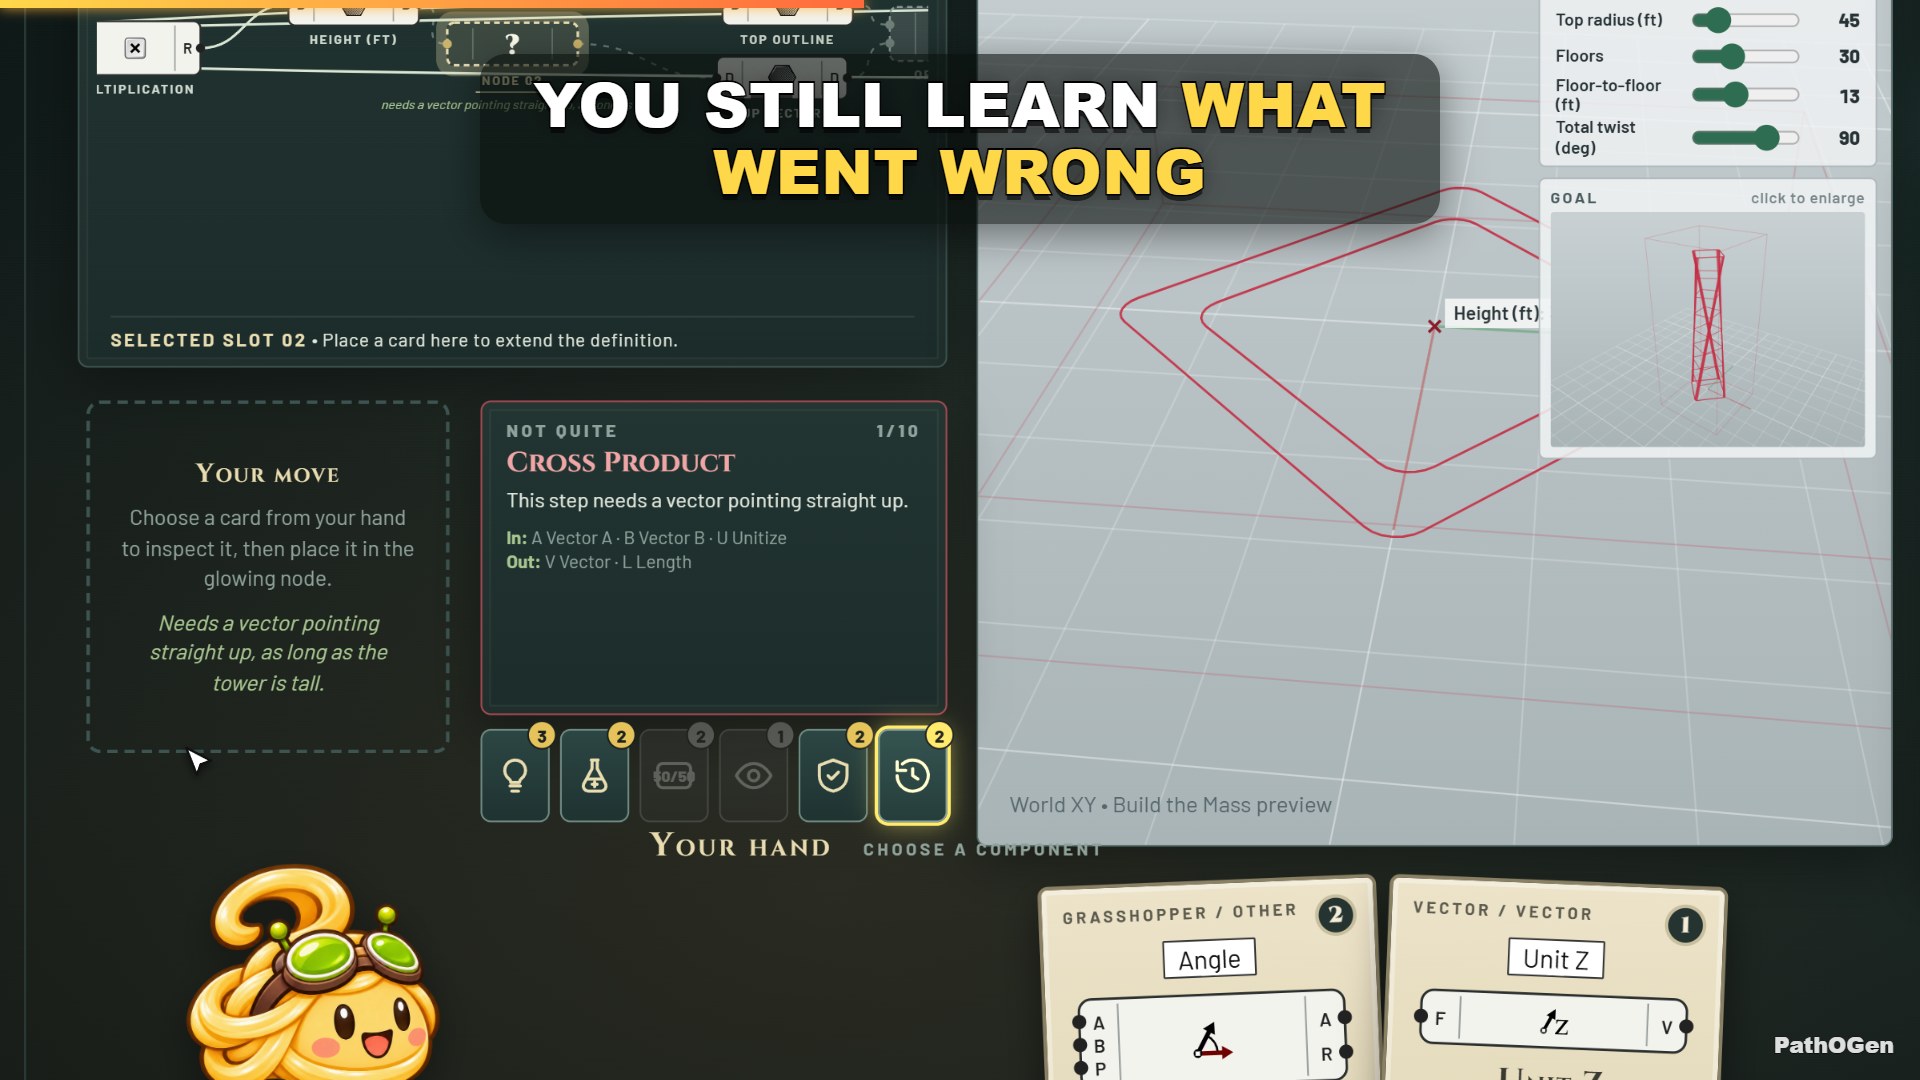 R
LTIPLICATION
HEIGHT (FT)
?
NODE 02
TOP OUTLINE
YOU STILL LEARN WHAT
WENT WRONG
SELECTED SLOT 02 • Place a card here to extend the definition.
Top radius (ft) 45
Floors 30
Floor-to-floor
(ft) 13
Total twist
(deg) 90
GOAL click to enlarge
Height (ft):
World XY • Build the Mass preview
YOUR MOVE
Choose a card from your hand
to inspect it, then place it in the
glowing node.
Needs a vector pointing
straight up, as long as the
tower is tall.
NOT QUITE 1/10
CROSS PRODUCT
This step needs a vector pointing straight up.
In: A Vector A · B Vector B · U Unitize
Out: V Vector · L Length
3 2 2 1 2 2
50/50
YOUR HAND CHOOSE A COMPONENT
GRASSHOPPER / OTHER 2
Angle
A A
B
R
P
VECTOR / VECTOR 1
Unit Z
F Z V
UNIT Z
PathOGen